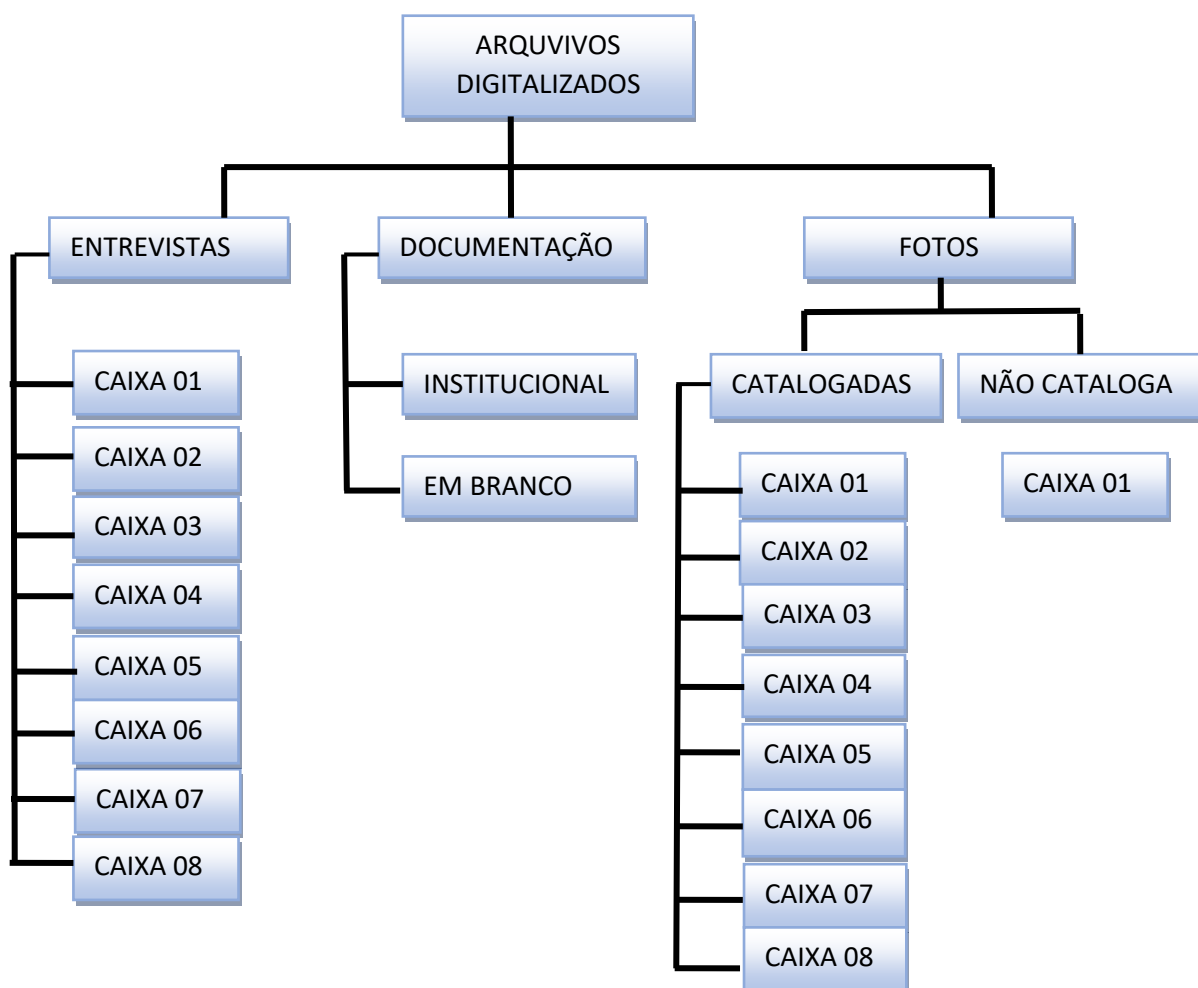 ARQUVIVOS
DIGITALIZADOS
ENTREVISTAS
DOCUMENTAÇÃO
FOTOS
CAIXA 01
CAIXA 02
CAIXA 03
CAIXA 04
CAIXA 05
CAIXA 06
CAIXA 07
CAIXA 08
INSTITUCIONAL
EM BRANCO
CATALOGADAS
CAIXA 01
CAIXA 02
CAIXA 03
CAIXA 04
CAIXA 05
CAIXA 06
CAIXA 07
CAIXA 08
NÃO CATALOGA
CAIXA 01